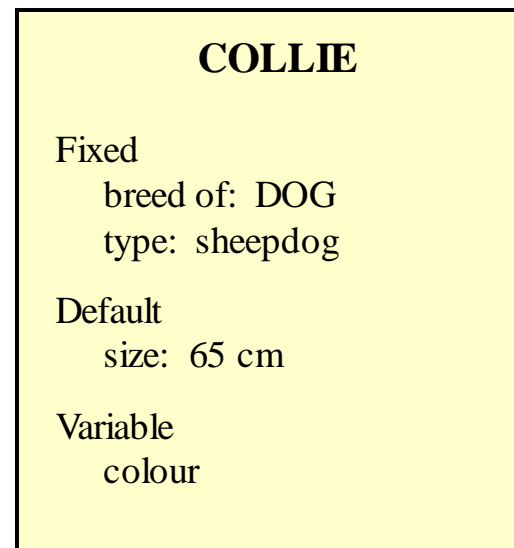 COLLIE
Fixed
breed of: DOG
type: sheepdog
Default
size: 65 cm
Variable
colour